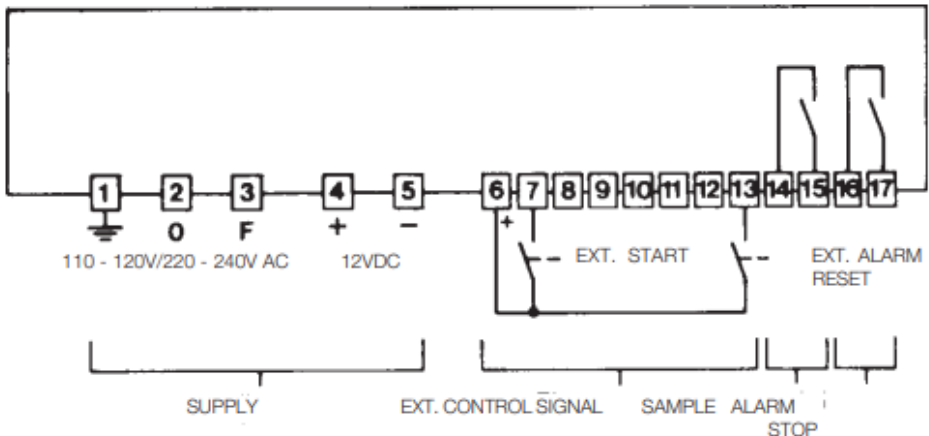 1 2 3 4 5 6 7 8 9 10 11 12 13 14 15 16 17
0 F + - +
110 - 120V/220 - 240V AC 12VDC EXT. START EXT. ALARM
RESET
SUPPLY EXT. CONTROL SIGNAL SAMPLE ALARM
STOP